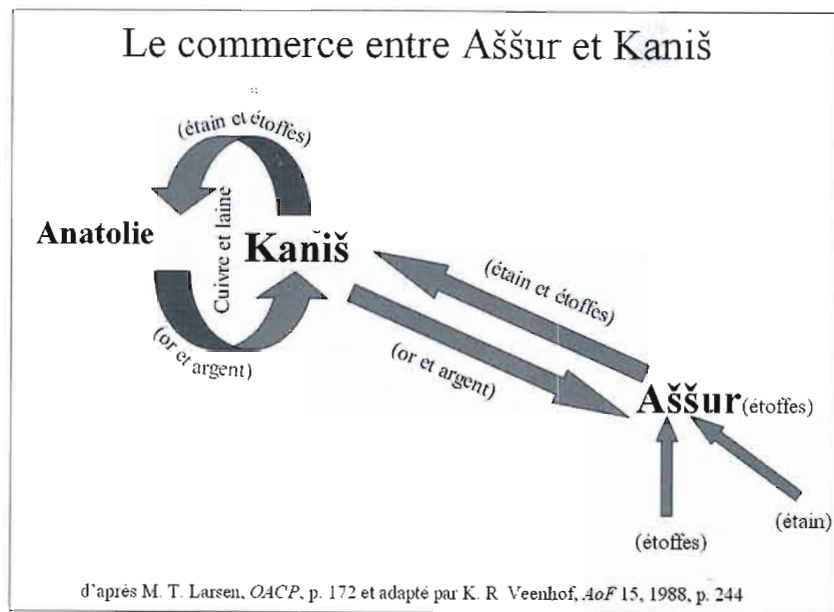 Le commerce entre Aššur et Kaniš
(étain et étoffes)
Anatolie
Cuivre et laine
Kaniš
(or et argent)
(étain et étoffes)
(or et argent)
Aššur (étoffes)
(étoffes)
(étain)
d'après M. T. Larsen, OACP, p. 172 et adapté par K. R Veenhof, AoF 15, 1988, p. 244